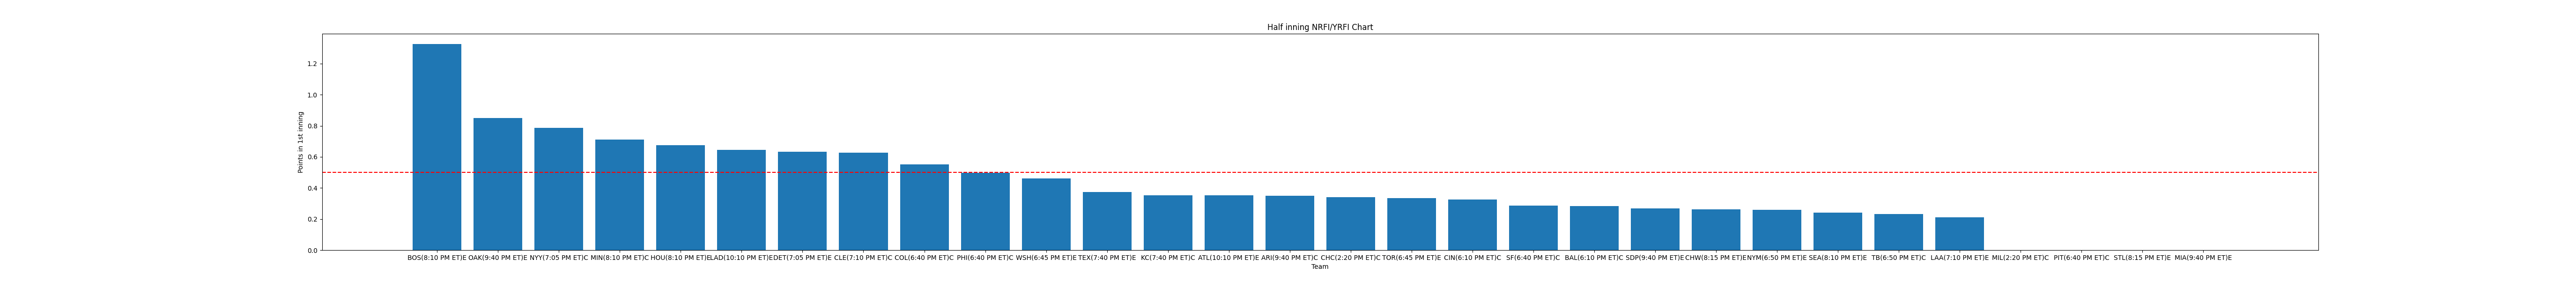 Half inning NRFI/YRFI Chart
Points in 1st inning
1.2
1.0
0.8
0.6
0.4
0.2
0.0
BOS(8:10 PM ET)E OAK(9:40 PM ET)E NYY(7:05 PM ET)C MIN(8:10 PM ET)C HOU(8:10 PM ET)E LAD(10:10 PM ET)E DET(7:05 PM ET)E CLE(7:10 PM ET)C COL(6:40 PM ET)C PHI(6:40 PM ET)C WSH(6:45 PM ET)E TEX(7:40 PM ET)E KC(7:40 PM ET)C ATL(10:10 PM ET)E ARI(9:40 PM ET)C CHC(2:20 PM ET)C TOR(6:45 PM ET)E CIN(6:10 PM ET)C SF(6:40 PM ET)C BAL(6:10 PM ET)C SDP(9:40 PM ET)E CHW(8:15 PM ET)E NYM(6:50 PM ET)E SEA(8:10 PM ET)E TB(6:50 PM ET)C LAA(7:10 PM ET)E MIL(2:20 PM ET)C PIT(6:40 PM ET)C STL(8:15 PM ET)E MIA(9:40 PM ET)E
Team